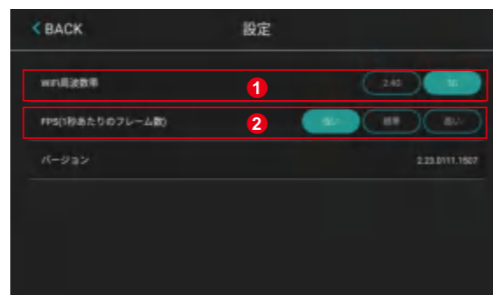 < BACK 設定
WiFi周波数帯 1 2.4G 5G
FPS(1秒あたりのフレーム数) 2 低い 標準 高い
バージョン 2.23.0111.1507